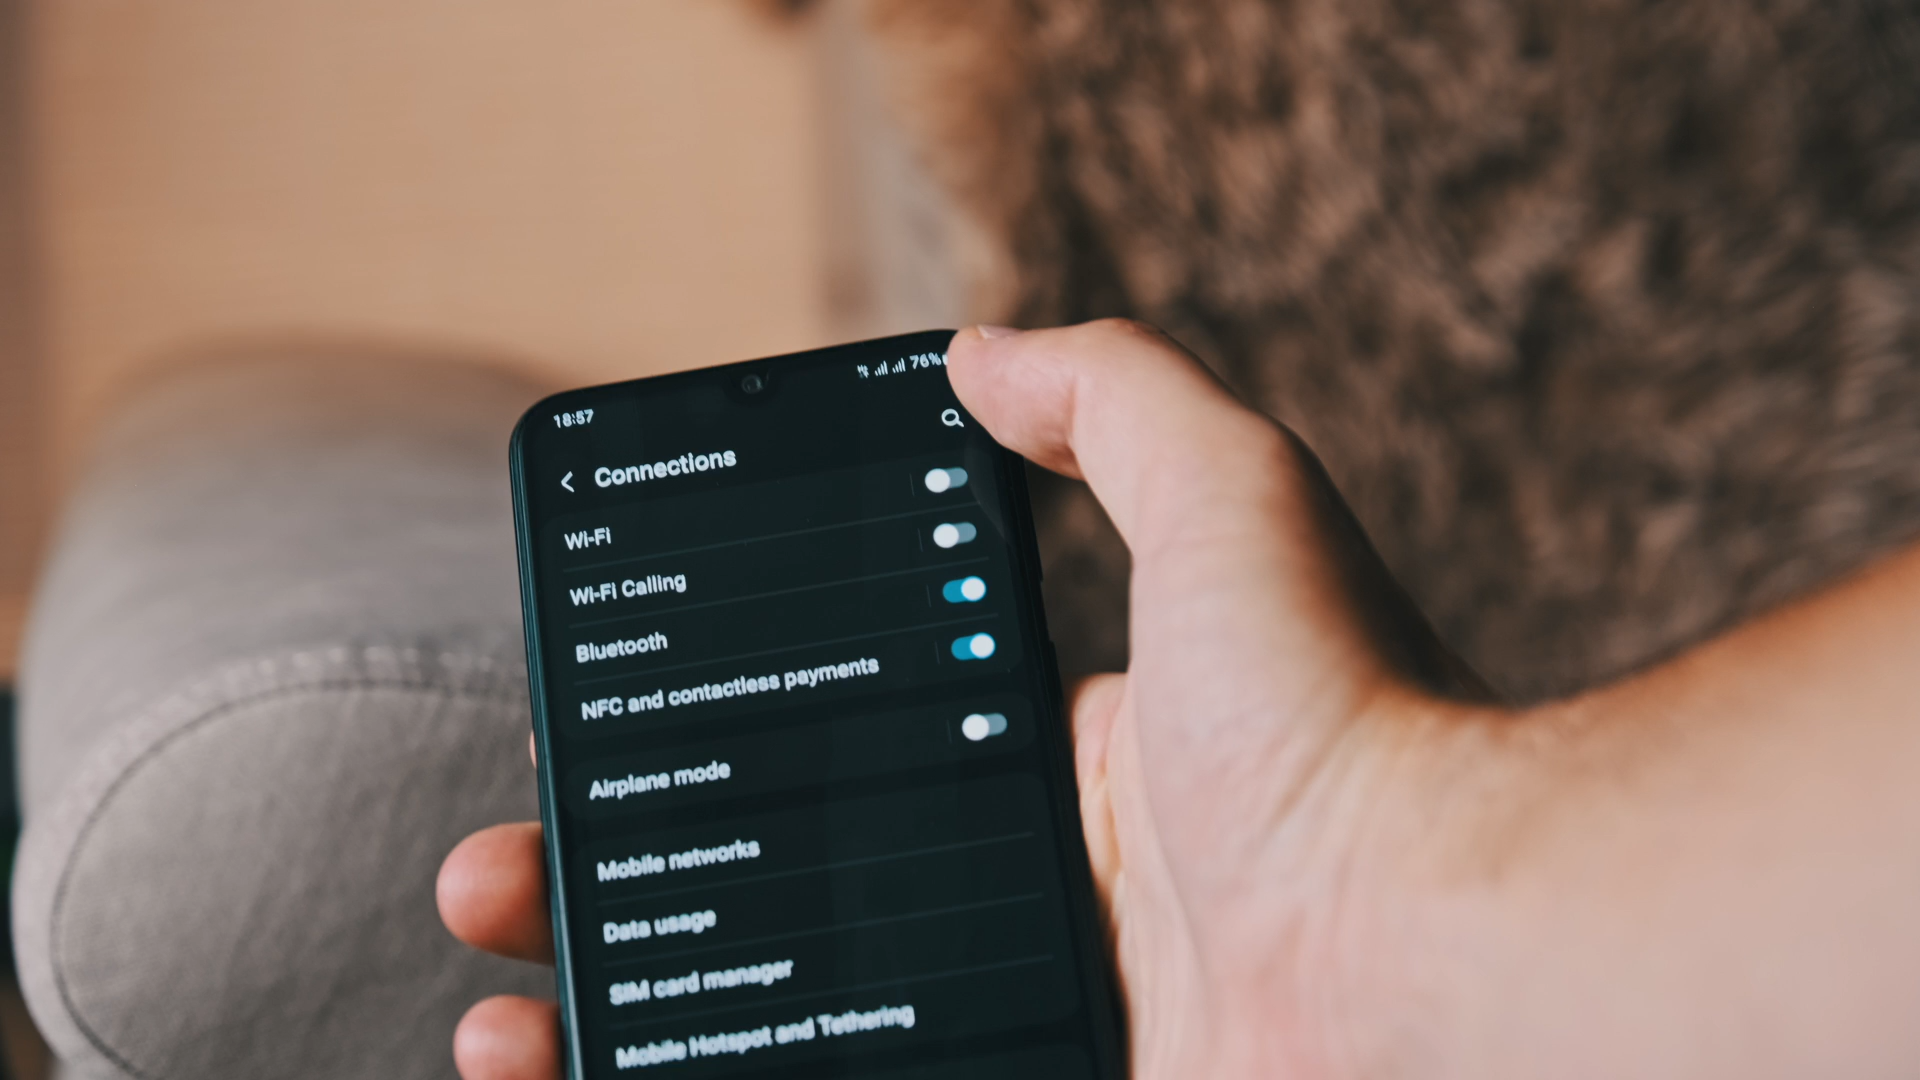 18:57
76%
Connections
Wi-Fi
Wi-Fi Calling
Bluetooth
NFC and contactless payments
Airplane mode
Mobile networks
Data usage
SIM card manager
Mobile Hotspot and Tethering